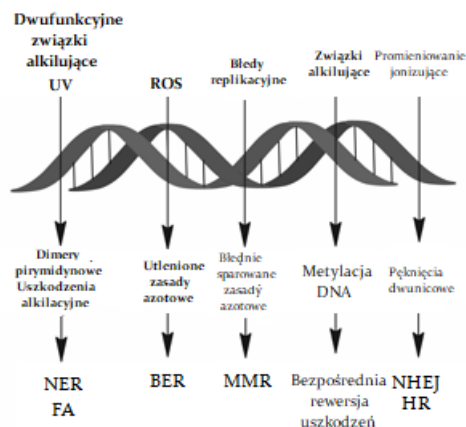 Dwufunkcyjne
związki
alkilujące
UV
ROS
Błędy
replikacyjne
Związki
alkilujące
Promieniowanie
jonizujące
Dimery
pirymidynowe
Uszkodzenia
alkilacyjne
Utlenione
zasady
azotowe
Błędnie
sparowane
zasady
azotowe
Metylacja
DNA
Pęknięcia
dwunicowe
NER
FA
BER
MMR
Bezpośrednia
rewersja
uszkodzeń
NHEJ
HR